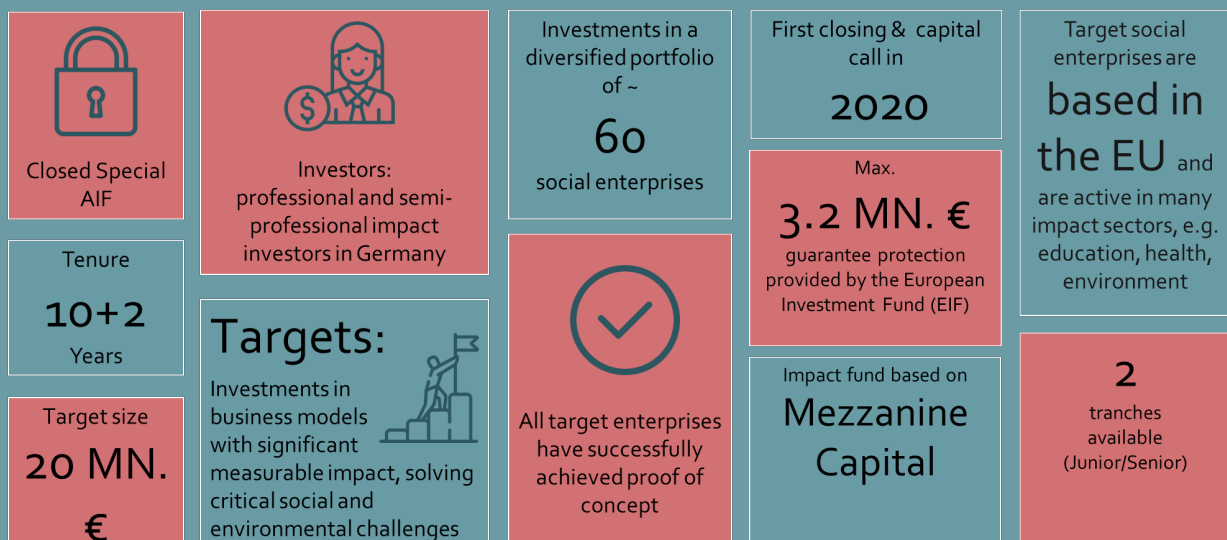 Closed Special
AIF
Tenure
10+2
Years
Target size
20 MN.
€
$
Investors:
professional and semi-
professional impact
investors in Germany
Targets:
Investments in
business models
with significant
measurable impact, solving
critical social and
environmental challenges
Investments in a
diversified portfolio
of ~
60
social enterprises
All target enterprises
have successfully
achieved proof of
concept
First closing & capital
call in
2020
Max.
3.2 MN. €
guarantee protection
provided by the European
Investment Fund (EIF)
Impact fund based on
Mezzanine
Capital
Target social
enterprises are
based in
the EU and
are active in many
impact sectors, e.g.
education, health,
environment
2
tranches
available
(Junior/Senior)